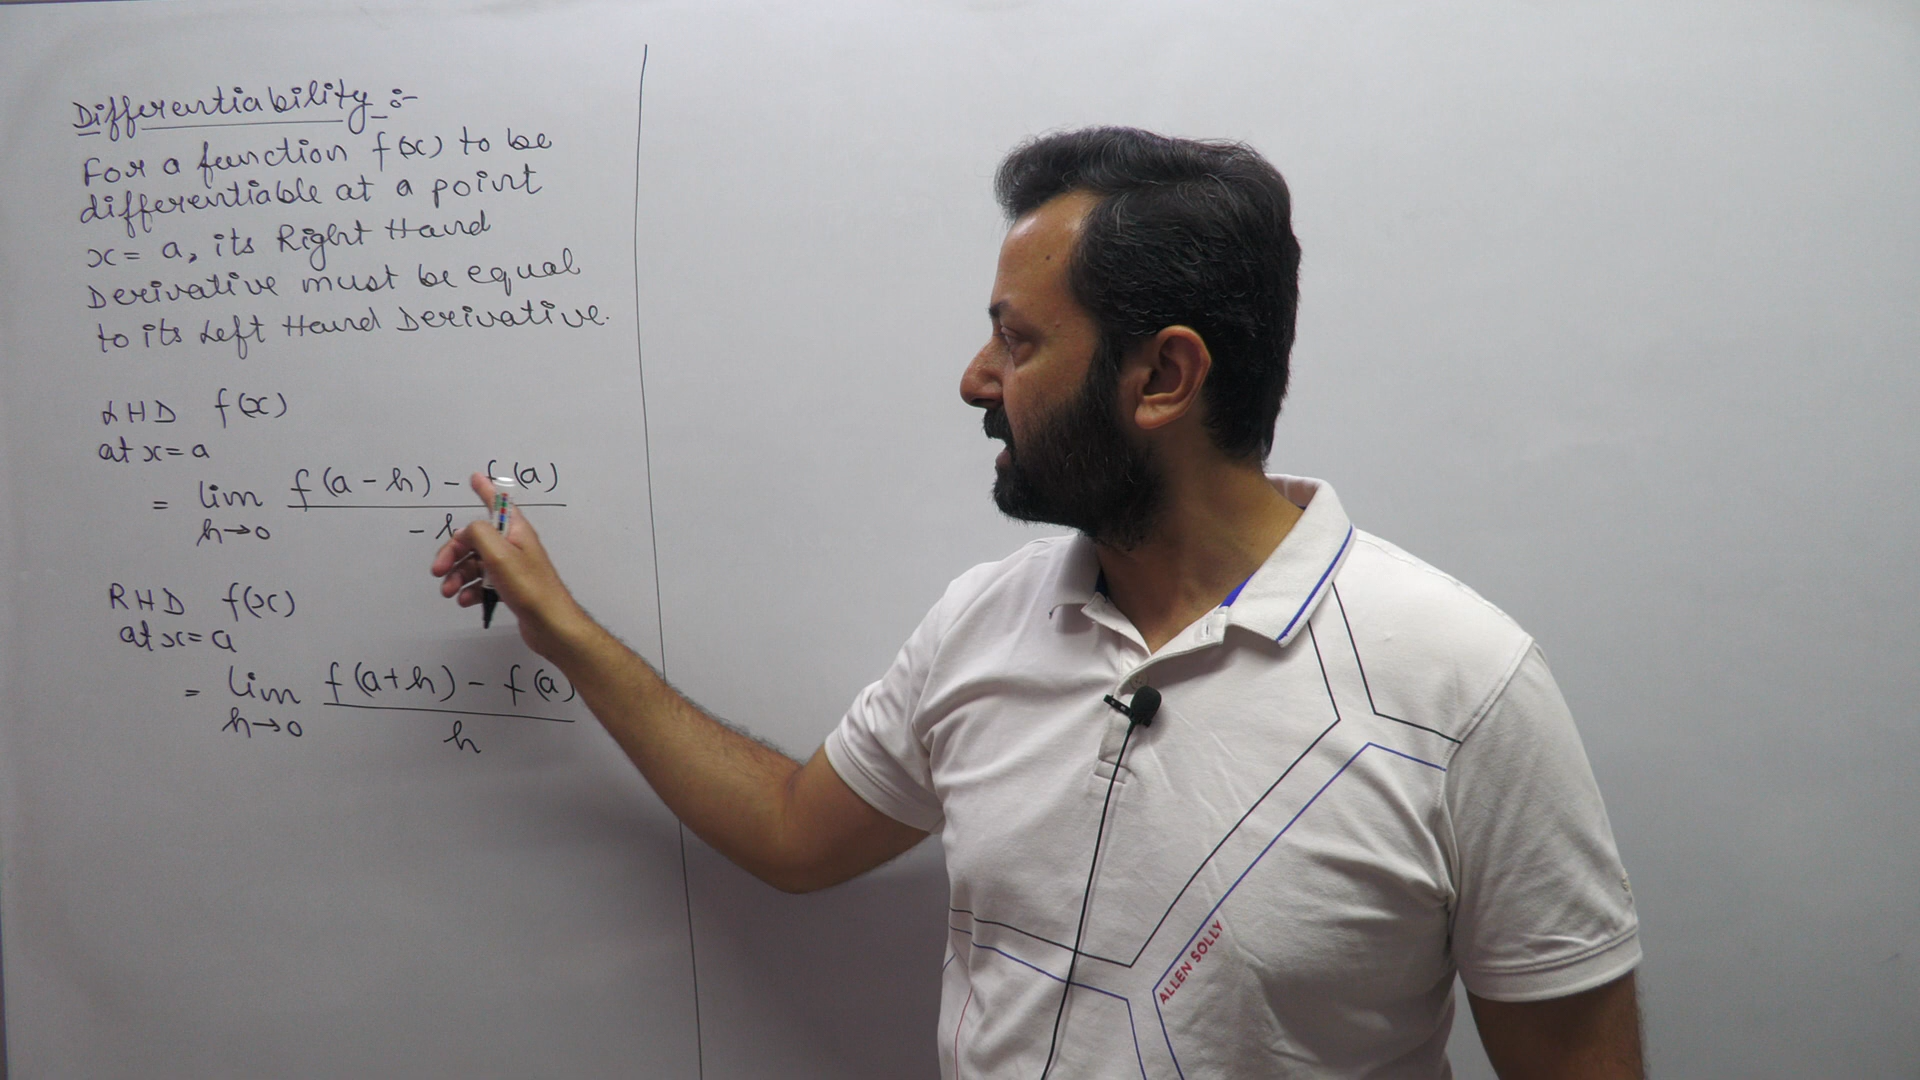 Differentiability :-
For a function f(x) to be
differentiable at a point
x = a, its Right Hand
Derivative must be equal
to its Left Hand Derivative.
LHD f(x)
at x = a
= lim f(a - h) - f(a)
h→0 - h
RHD f(x)
at x = a
= lim f(a+h) - f(a)
h→0 h
ALLEN SOLLY